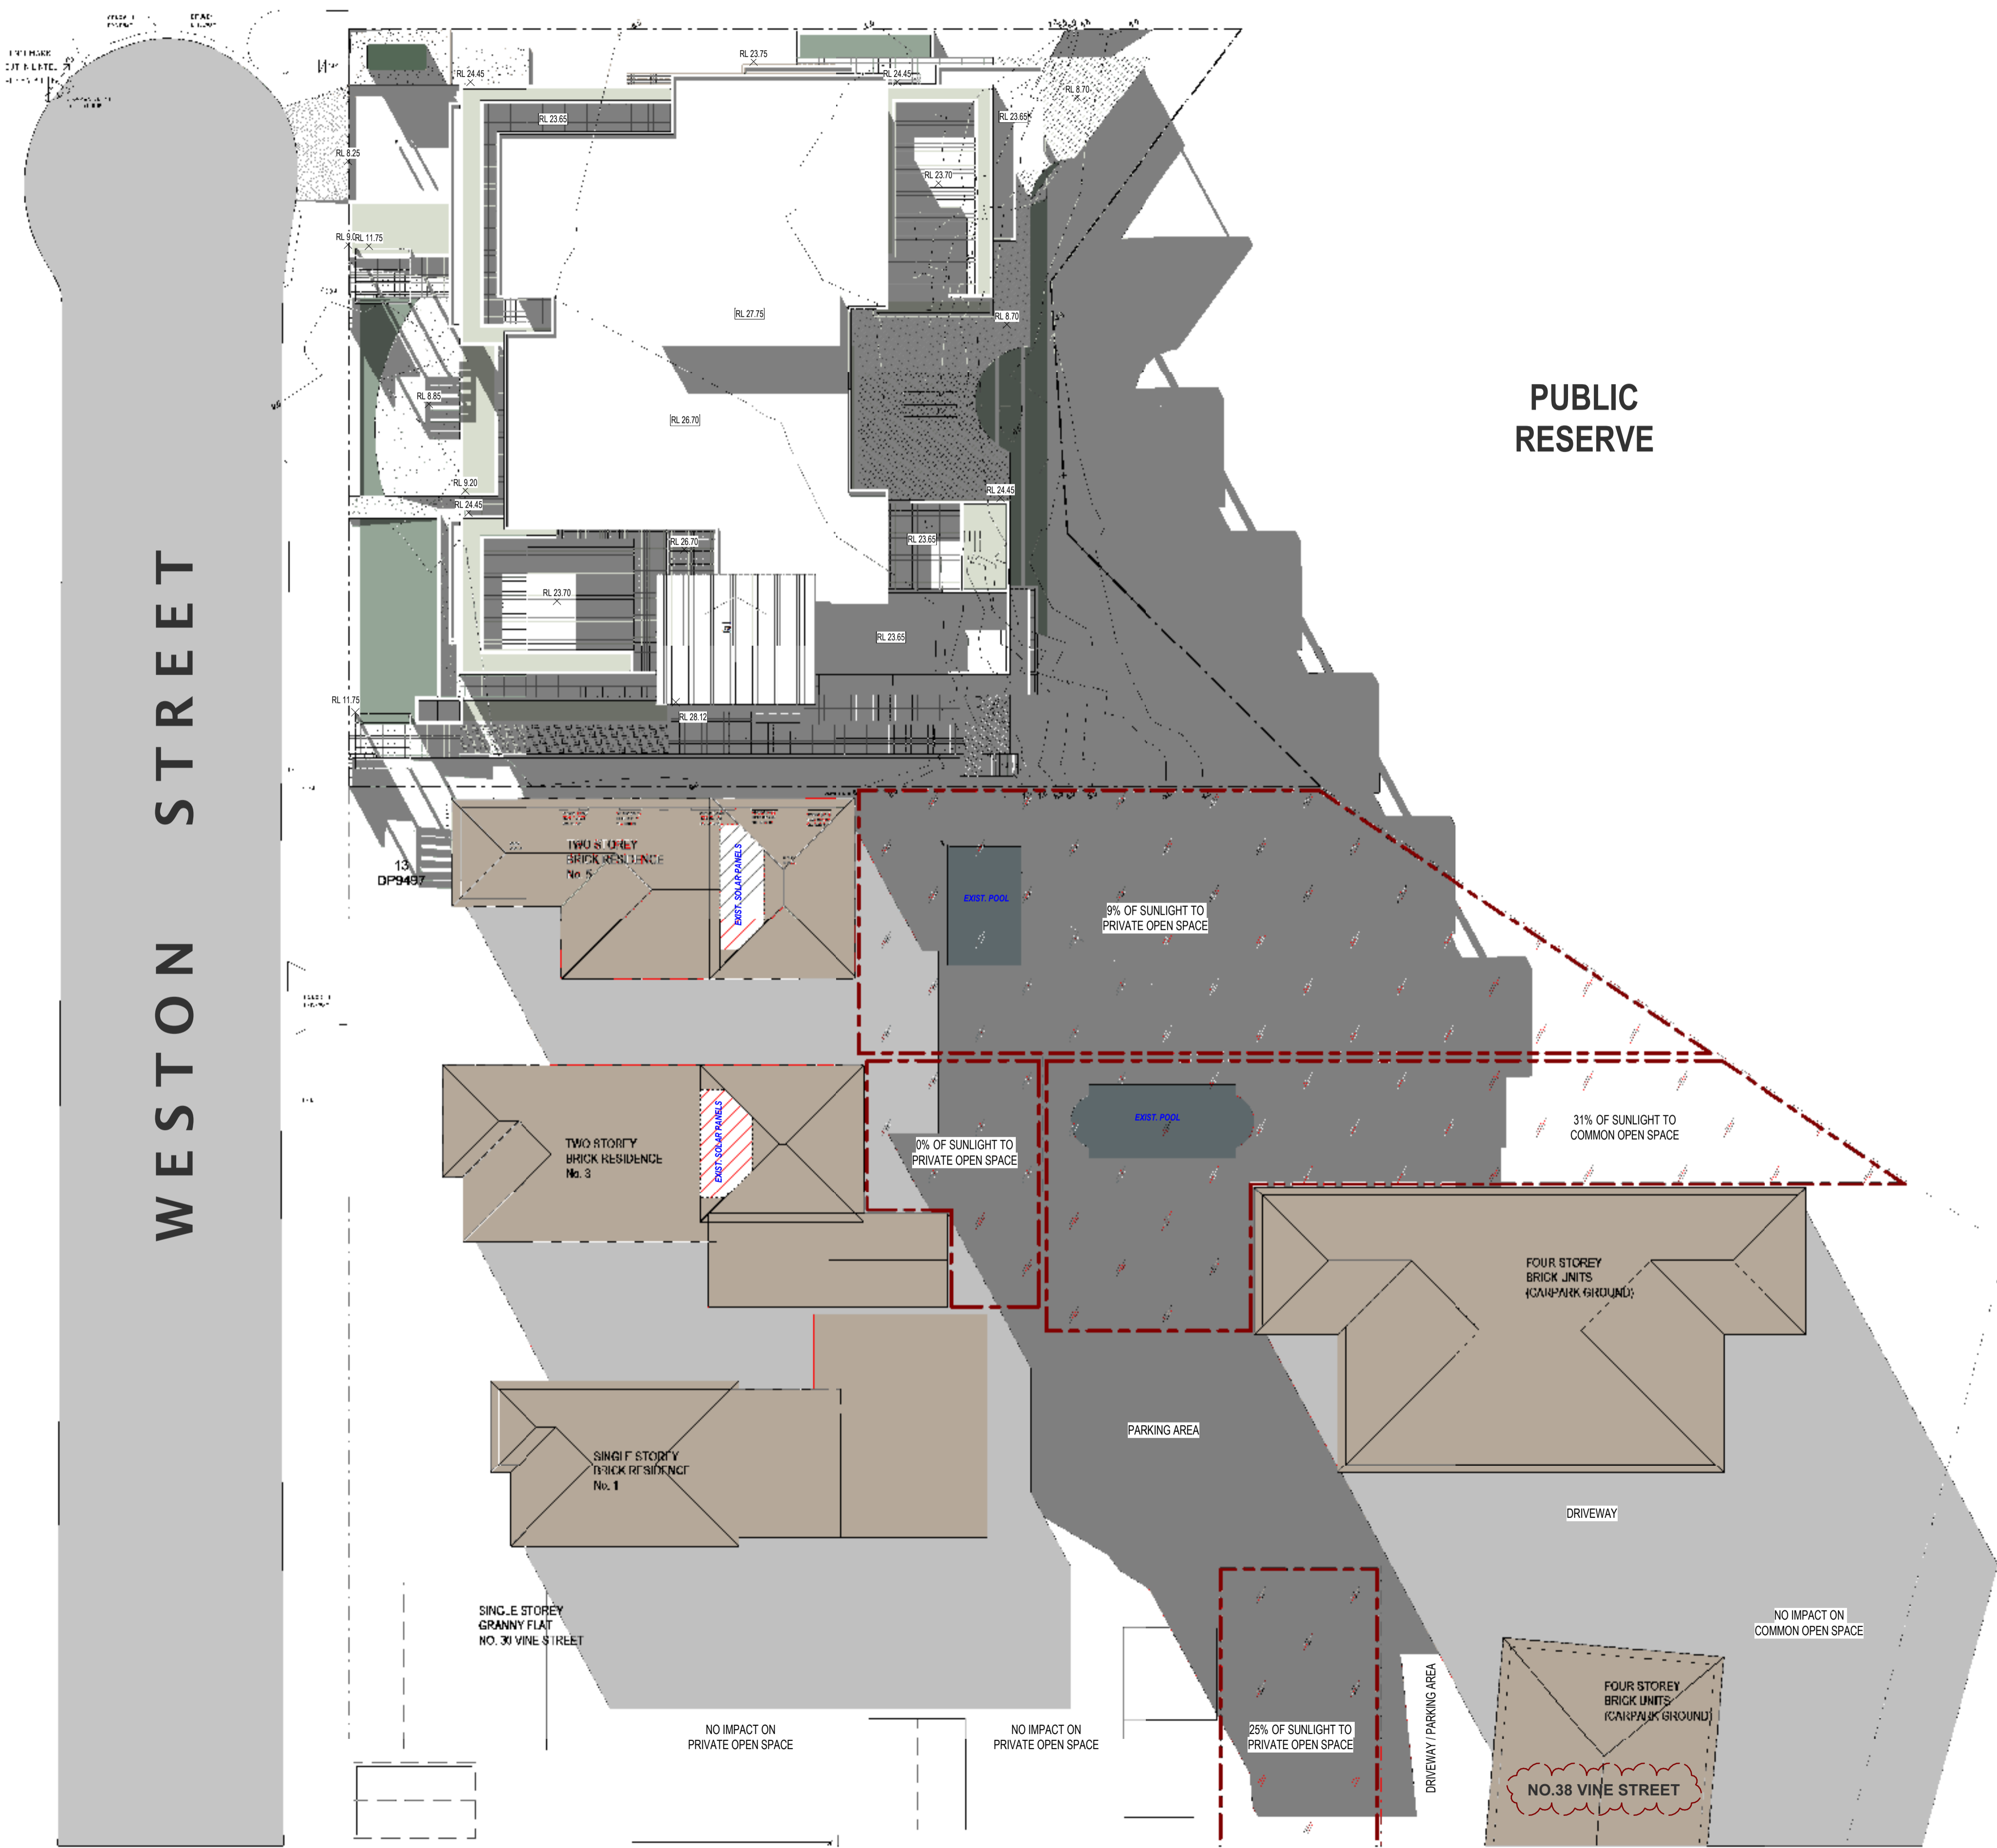 RL 23.75
RL 24.45
RL 24.45
RL 8.70
RL 23.65
RL 23.65
RL 8.25
RL 23.70
RL 9.0
RL 11.75
RL 27.75
RL 8.70
PUBLIC
RESERVE
RL 8.85
RL 26.70
RL 9.20
RL 24.45
RL 24.45
RL 26.70
RL 23.65
RL 23.70
RL 23.65
RL 11.75
RL 28.12
WESTON STREET
13
DP9497
TWO STOREY
BRICK RESIDENCE
No. 5
EXIST. SOLAR PANELS
EXIST. POOL
9% OF SUNLIGHT TO
PRIVATE OPEN SPACE
TWO STOREY
BRICK RESIDENCE
No. 3
EXIST. SOLAR PANELS
0% OF SUNLIGHT TO
PRIVATE OPEN SPACE
EXIST. POOL
31% OF SUNLIGHT TO
COMMON OPEN SPACE
FOUR STOREY
BRICK UNITS
(CARPARK GROUND)
PARKING AREA
SINGLE STOREY
BRICK RESIDENCE
No. 1
DRIVEWAY
SINGLE STOREY
GRANNY FLAT
NO. 30 VINE STREET
NO IMPACT ON
COMMON OPEN SPACE
NO IMPACT ON
PRIVATE OPEN SPACE
NO IMPACT ON
PRIVATE OPEN SPACE
25% OF SUNLIGHT TO
PRIVATE OPEN SPACE
DRIVEWAY / PARKING AREA
FOUR STOREY
BRICK UNITS
(CARPARK GROUND)
NO.38 VINE STREET